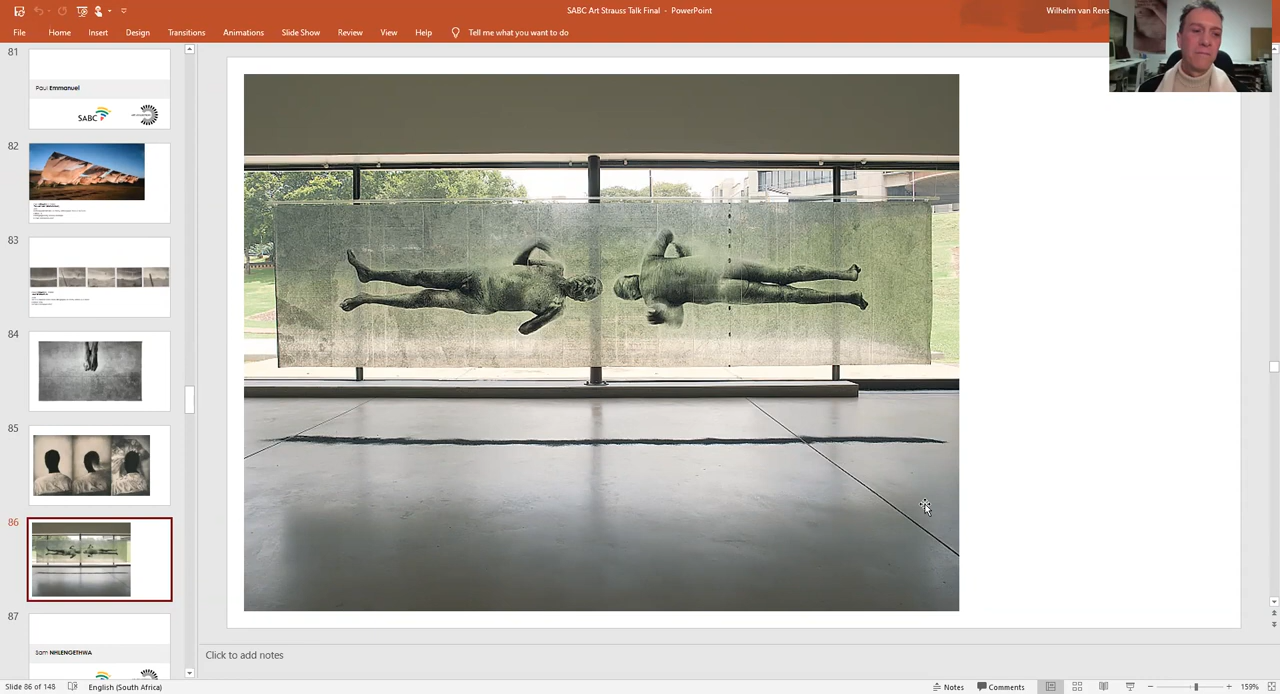 SABC Art Strauss Talk Final - PowerPoint
Wilhelm van Rens
File Home Insert Design Transitions Animations Slide Show Review View Help Tell me what you want to do
81
Paul Emmanuel
SABC
82
83
84
85
86
87
Sam NHLENGETHWA
Click to add notes
Slide 86 of 148 English (South Africa) Notes Comments 159%